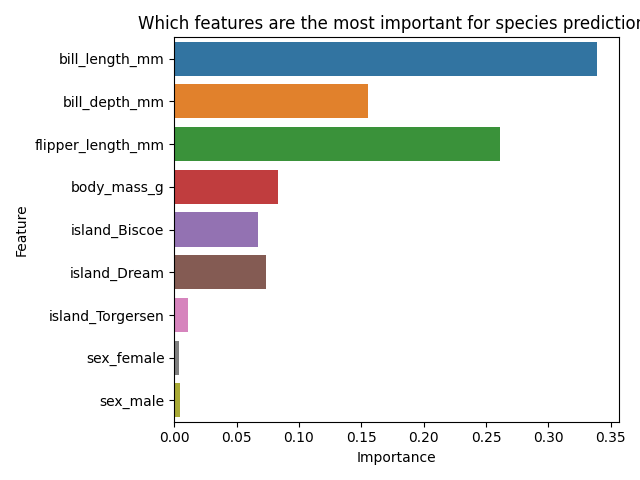 Which features are the most important for species prediction
bill_length_mm
bill_depth_mm
flipper_length_mm
body_mass_g
island_Biscoe
island_Dream
island_Torgersen
sex_female
sex_male
Feature
0.00 0.05 0.10 0.15 0.20 0.25 0.30 0.35
Importance